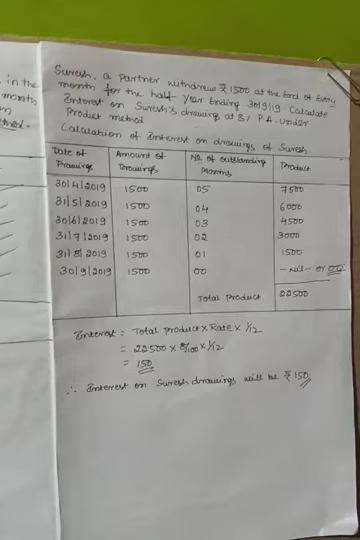 in the
month
Suresh, a Partner withdrew ₹1500 at the End of Every
month for the half-year Ending 30/9/19 Calculate
Interest on Suresh's drawing at 8% P.A. Under
Product method
Calculation of Interest on drawings of Suresh
Date of Drawings Amount of Drawings No. of outstanding Months Product
30/4/2019 1500 05 7500
31/5/2019 1500 04 6000
30/6/2019 1500 03 4500
31/7/2019 1500 02 3000
31/8/2019 1500 01 1500
30/9/2019 1500 00 -Nil- or 00
Total product 22500
Interest = Total product x Rate x 1/12
= 22500 x 8/100 x 1/12
= 150
∴ Interest on Suresh drawings will be ₹ 150